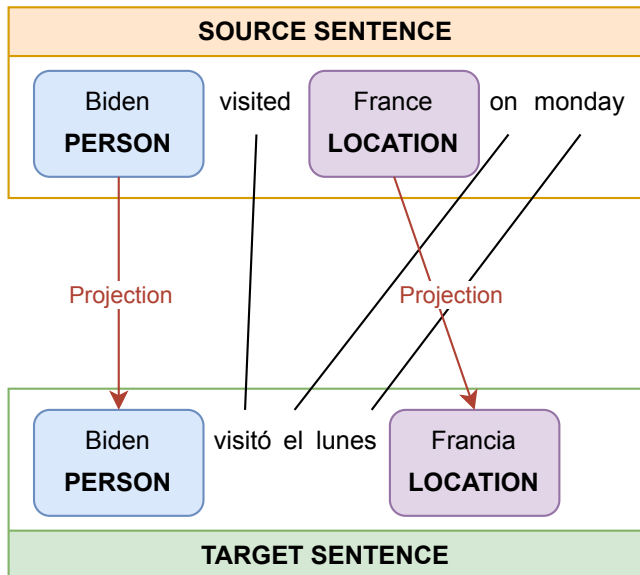 SOURCE SENTENCE
Biden visited France on monday
PERSON LOCATION
Projection Projection
Biden visitó el lunes Francia
PERSON LOCATION
TARGET SENTENCE